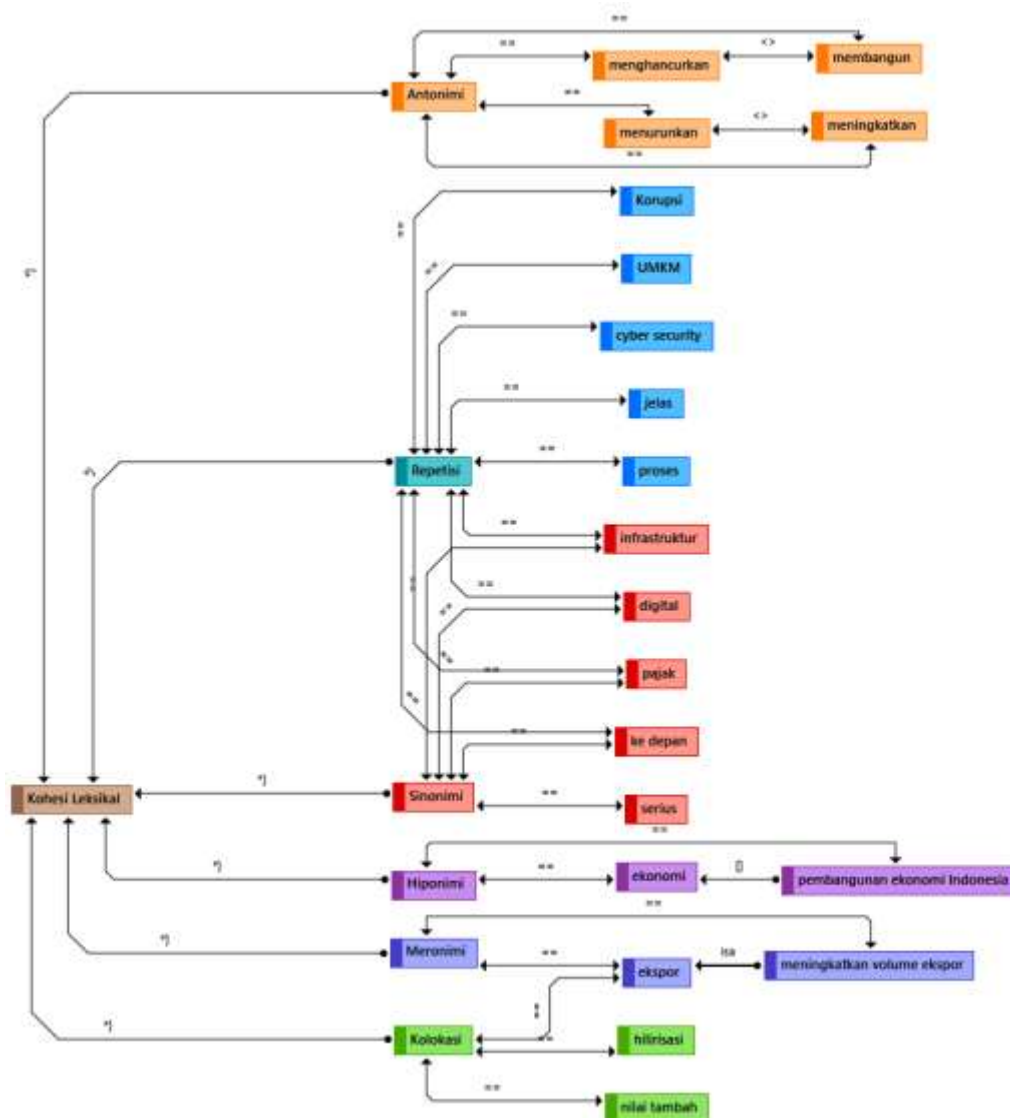 ==
==
menghancurkan
<>
membangun
Antonimi
==
menurunkan
<>
meningkatkan
==
Korupsi
==
UMKM
==
cyber security
==
*}
jelas
==
Repetisi
==
proses
*}
infrastruktur
==
digital
==
==
==
pajak
==
==
ke depan
==
==
Kohesi Leksikal
*}
Sinonimi
==
serius
==
*}
Hiponimi
==
ekonomi
[]
pembangunan ekonomi Indonesia
==
*}
Meronimi
==
ekspor
isa
meningkatkan volume ekspor
*}
Kolokasi
==
==
hilirisasi
==
nilai tambah